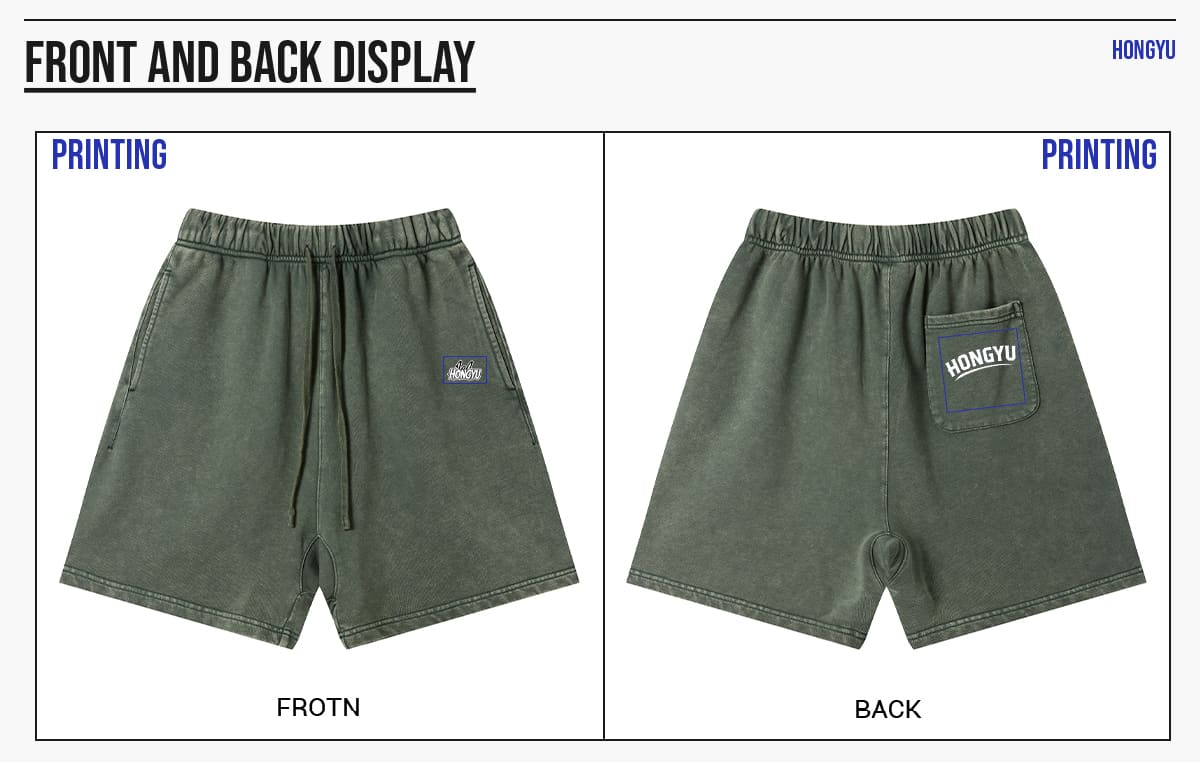 FRONT AND BACK DISPLAY
HONGYU
PRINTING
PRINTING
HONGYU
HONGYU
FROTN
BACK